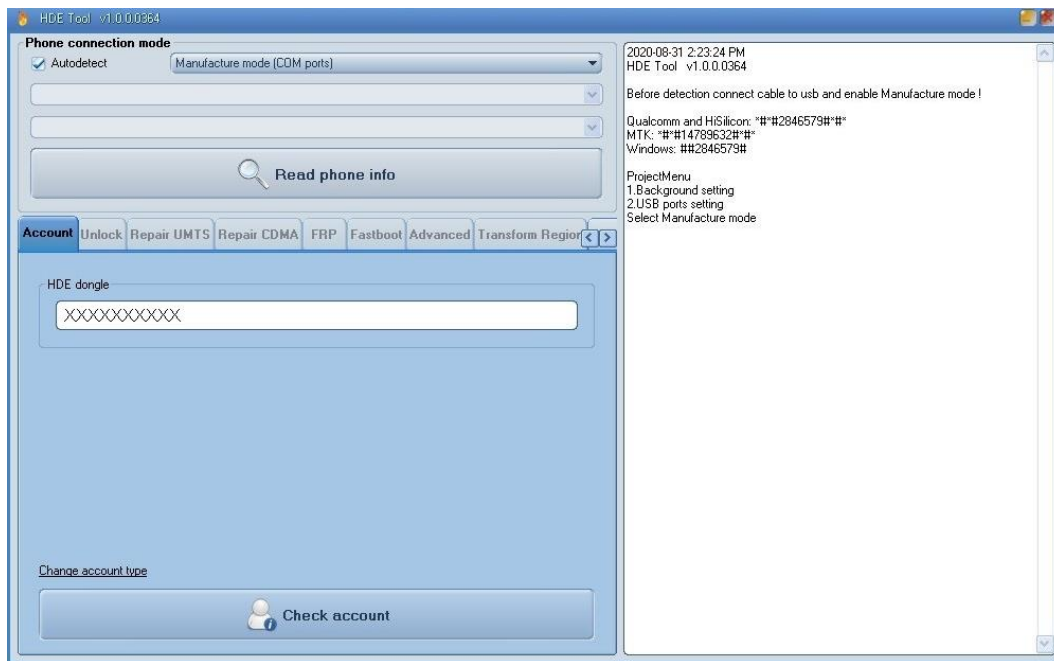 HDE Tool v1.0.0.0364
Phone connection mode
Autodetect
Manufacture mode (COM ports)
Read phone info
Account Unlock Repair UMTS Repair CDMA FRP Fastboot Advanced Transform Region
HDE dongle
XXXXXXXXXX
Change account type
Check account
2020-08-31 2:23:24 PM
HDE Tool v1.0.0.0364
Before detection connect cable to usb and enable Manufacture mode !
Qualcomm and HiSilicon: *#*#2846579#*#*
MTK: *#*#14789632#*#*
Windows: ##2846579#
ProjectMenu
1.Background setting
2.USB ports setting
Select Manufacture mode